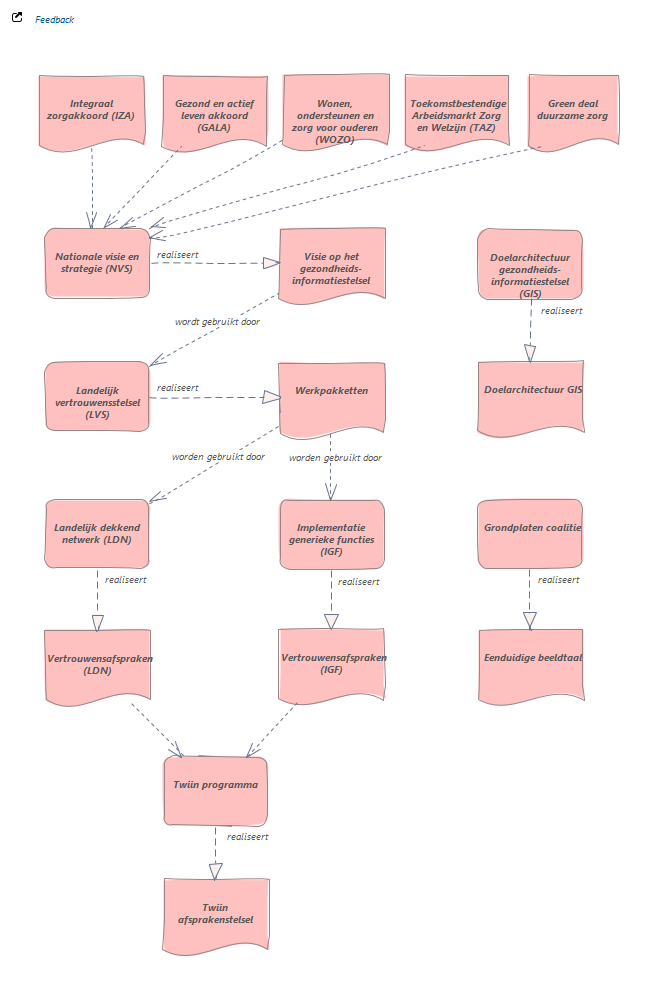 Feedback
Integraal
zorgakkoord (IZA)
Gezond en actief
leven akkoord
(GALA)
Wonen,
ondersteunen en
zorg voor ouderen
(WOZO)
Toekomstbestendige
Arbeidsmarkt Zorg
en Welzijn (TAZ)
Green deal
duurzame zorg
Nationale visie en
strategie (NVS)
realiseert
Visie op het
gezondheids-
informatiestelsel
Doelarchitectuur
gezondheids-
informatiestelsel
(GIS)
realiseert
wordt gebruikt door
Landelijk
vertrouwensstelsel
(LVS)
realiseert
Werkpakketten
Doelarchitectuur GIS
worden gebruikt door
worden gebruikt door
Landelijk dekkend
netwerk (LDN)
Implementatie
generieke functies
(IGF)
Grondplaten coalitie
realiseert
realiseert
realiseert
Vertrouwensafspraken
(LDN)
Vertrouwensafspraken
(IGF)
Eenduidige beeldtaal
Twiin programma
realiseert
Twiin
afsprakenstelsel